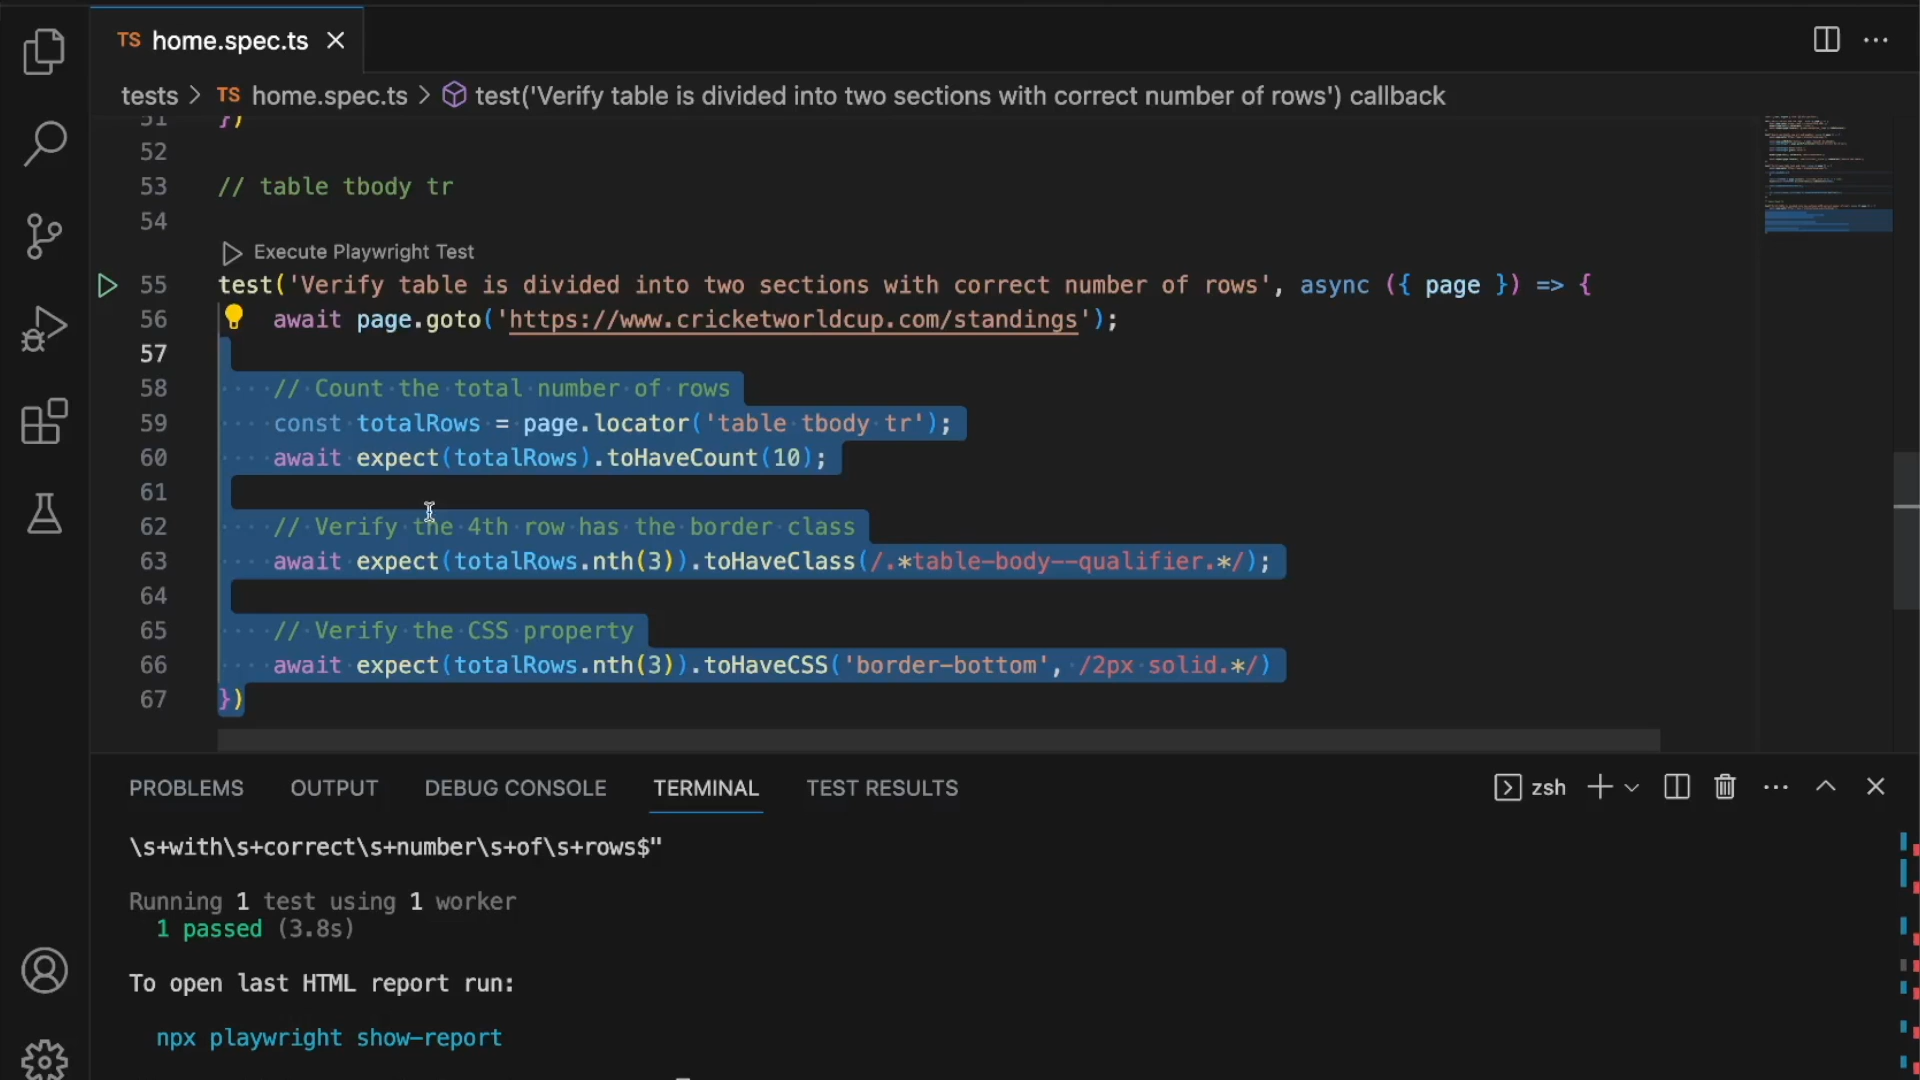 TS home.spec.ts
tests > TS home.spec.ts > test('Verify table is divided into two sections with correct number of rows') callback
51 })
52
53 // table tbody tr
54
Execute Playwright Test
55 test('Verify table is divided into two sections with correct number of rows', async ({ page }) => {
56 await page.goto('https://www.cricketworldcup.com/standings');
57
58 // Count the total number of rows
59 const totalRows = page.locator('table tbody tr');
60 await expect(totalRows).toHaveCount(10);
61
62 // Verify the 4th row has the border class
63 await expect(totalRows.nth(3)).toHaveClass(/.*table-body--qualifier.*/);
64
65 // Verify the CSS property
66 await expect(totalRows.nth(3)).toHaveCSS('border-bottom', /2px solid.*/)
67 })
PROBLEMS OUTPUT DEBUG CONSOLE TERMINAL TEST RESULTS zsh
\s+with\s+correct\s+number\s+of\s+rows$"
Running 1 test using 1 worker
1 passed (3.8s)
To open last HTML report run:
npx playwright show-report